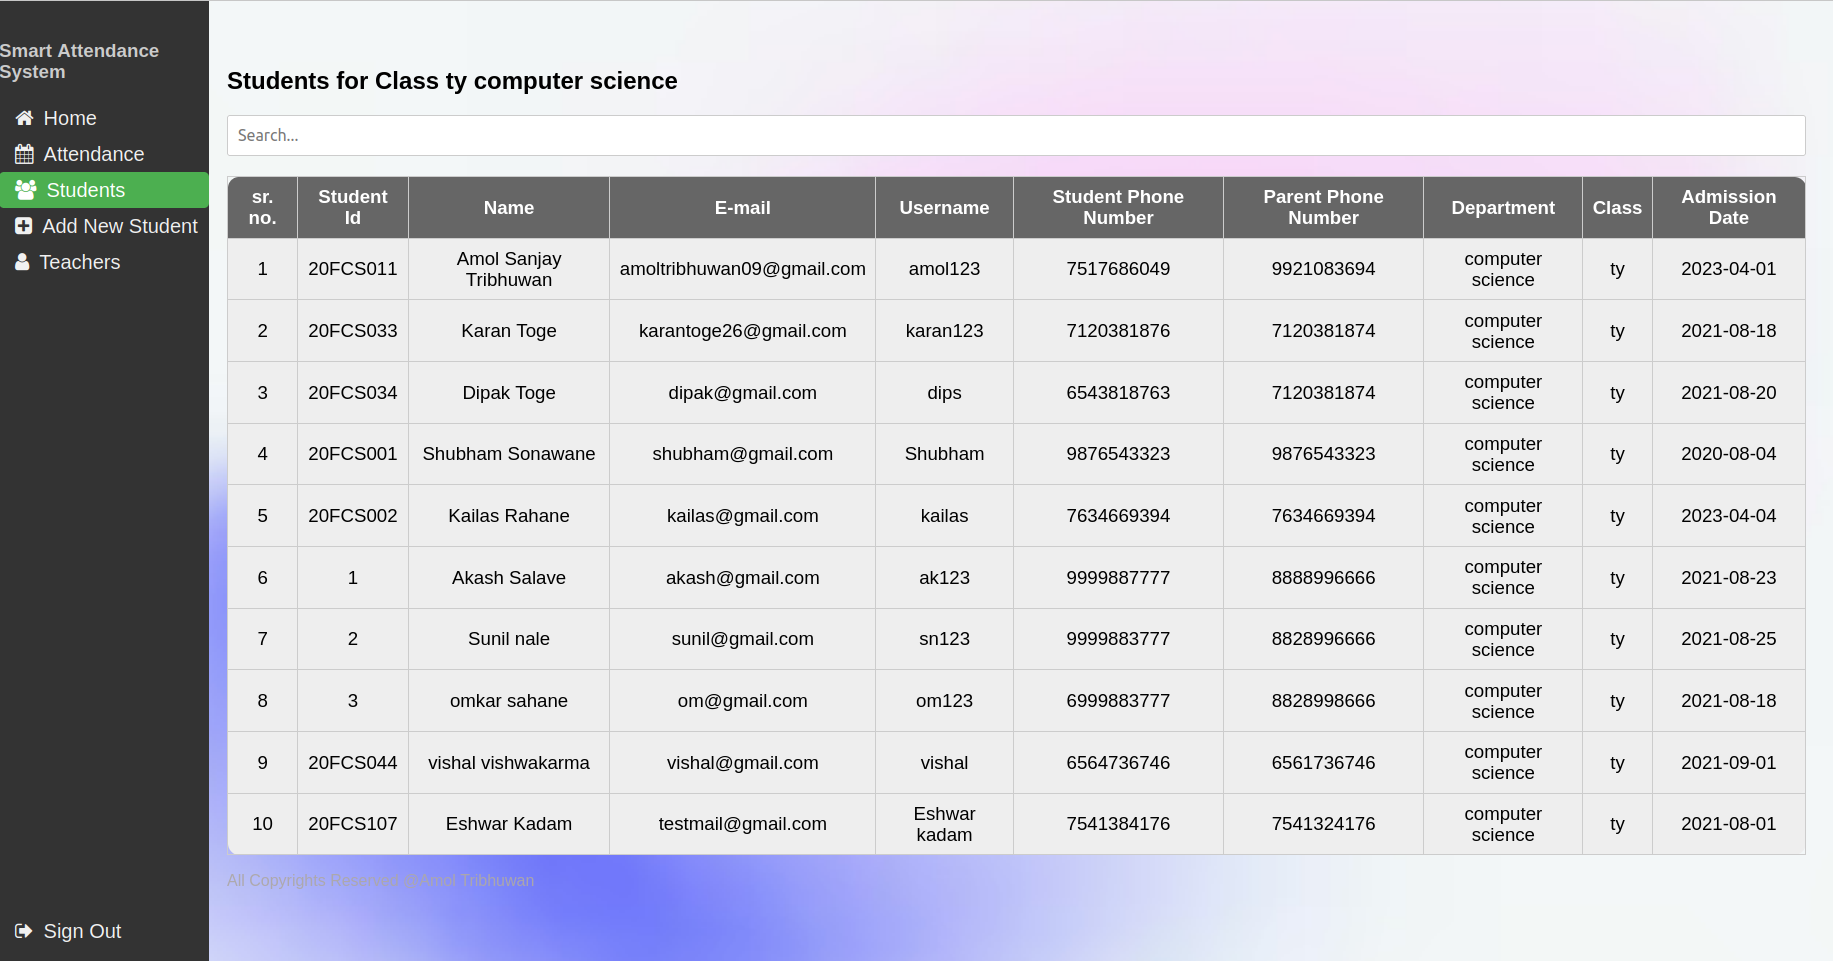 Smart Attendance
System
Home
Attendance
Students
Add New Student
Teachers
Sign Out
Students for Class ty computer science
Search...
sr. no. Student Id Name E-mail Username Student Phone Number Parent Phone Number Department Class Admission Date
1 20FCS011 Amol Sanjay Tribhuwan amoltribhuwan09@gmail.com amol123 7517686049 9921083694 computer science ty 2023-04-01
2 20FCS033 Karan Toge karantoge26@gmail.com karan123 7120381876 7120381874 computer science ty 2021-08-18
3 20FCS034 Dipak Toge dipak@gmail.com dips 6543818763 7120381874 computer science ty 2021-08-20
4 20FCS001 Shubham Sonawane shubham@gmail.com Shubham 9876543323 9876543323 computer science ty 2020-08-04
5 20FCS002 Kailas Rahane kailas@gmail.com kailas 7634669394 7634669394 computer science ty 2023-04-04
6 1 Akash Salave akash@gmail.com ak123 9999887777 8888996666 computer science ty 2021-08-23
7 2 Sunil nale sunil@gmail.com sn123 9999883777 8828996666 computer science ty 2021-08-25
8 3 omkar sahane om@gmail.com om123 6999883777 8828998666 computer science ty 2021-08-18
9 20FCS044 vishal vishwakarma vishal@gmail.com vishal 6564736746 6561736746 computer science ty 2021-09-01
10 20FCS107 Eshwar Kadam testmail@gmail.com Eshwar kadam 7541384176 7541324176 computer science ty 2021-08-01
All Copyrights Reserved @Amol Tribhuwan